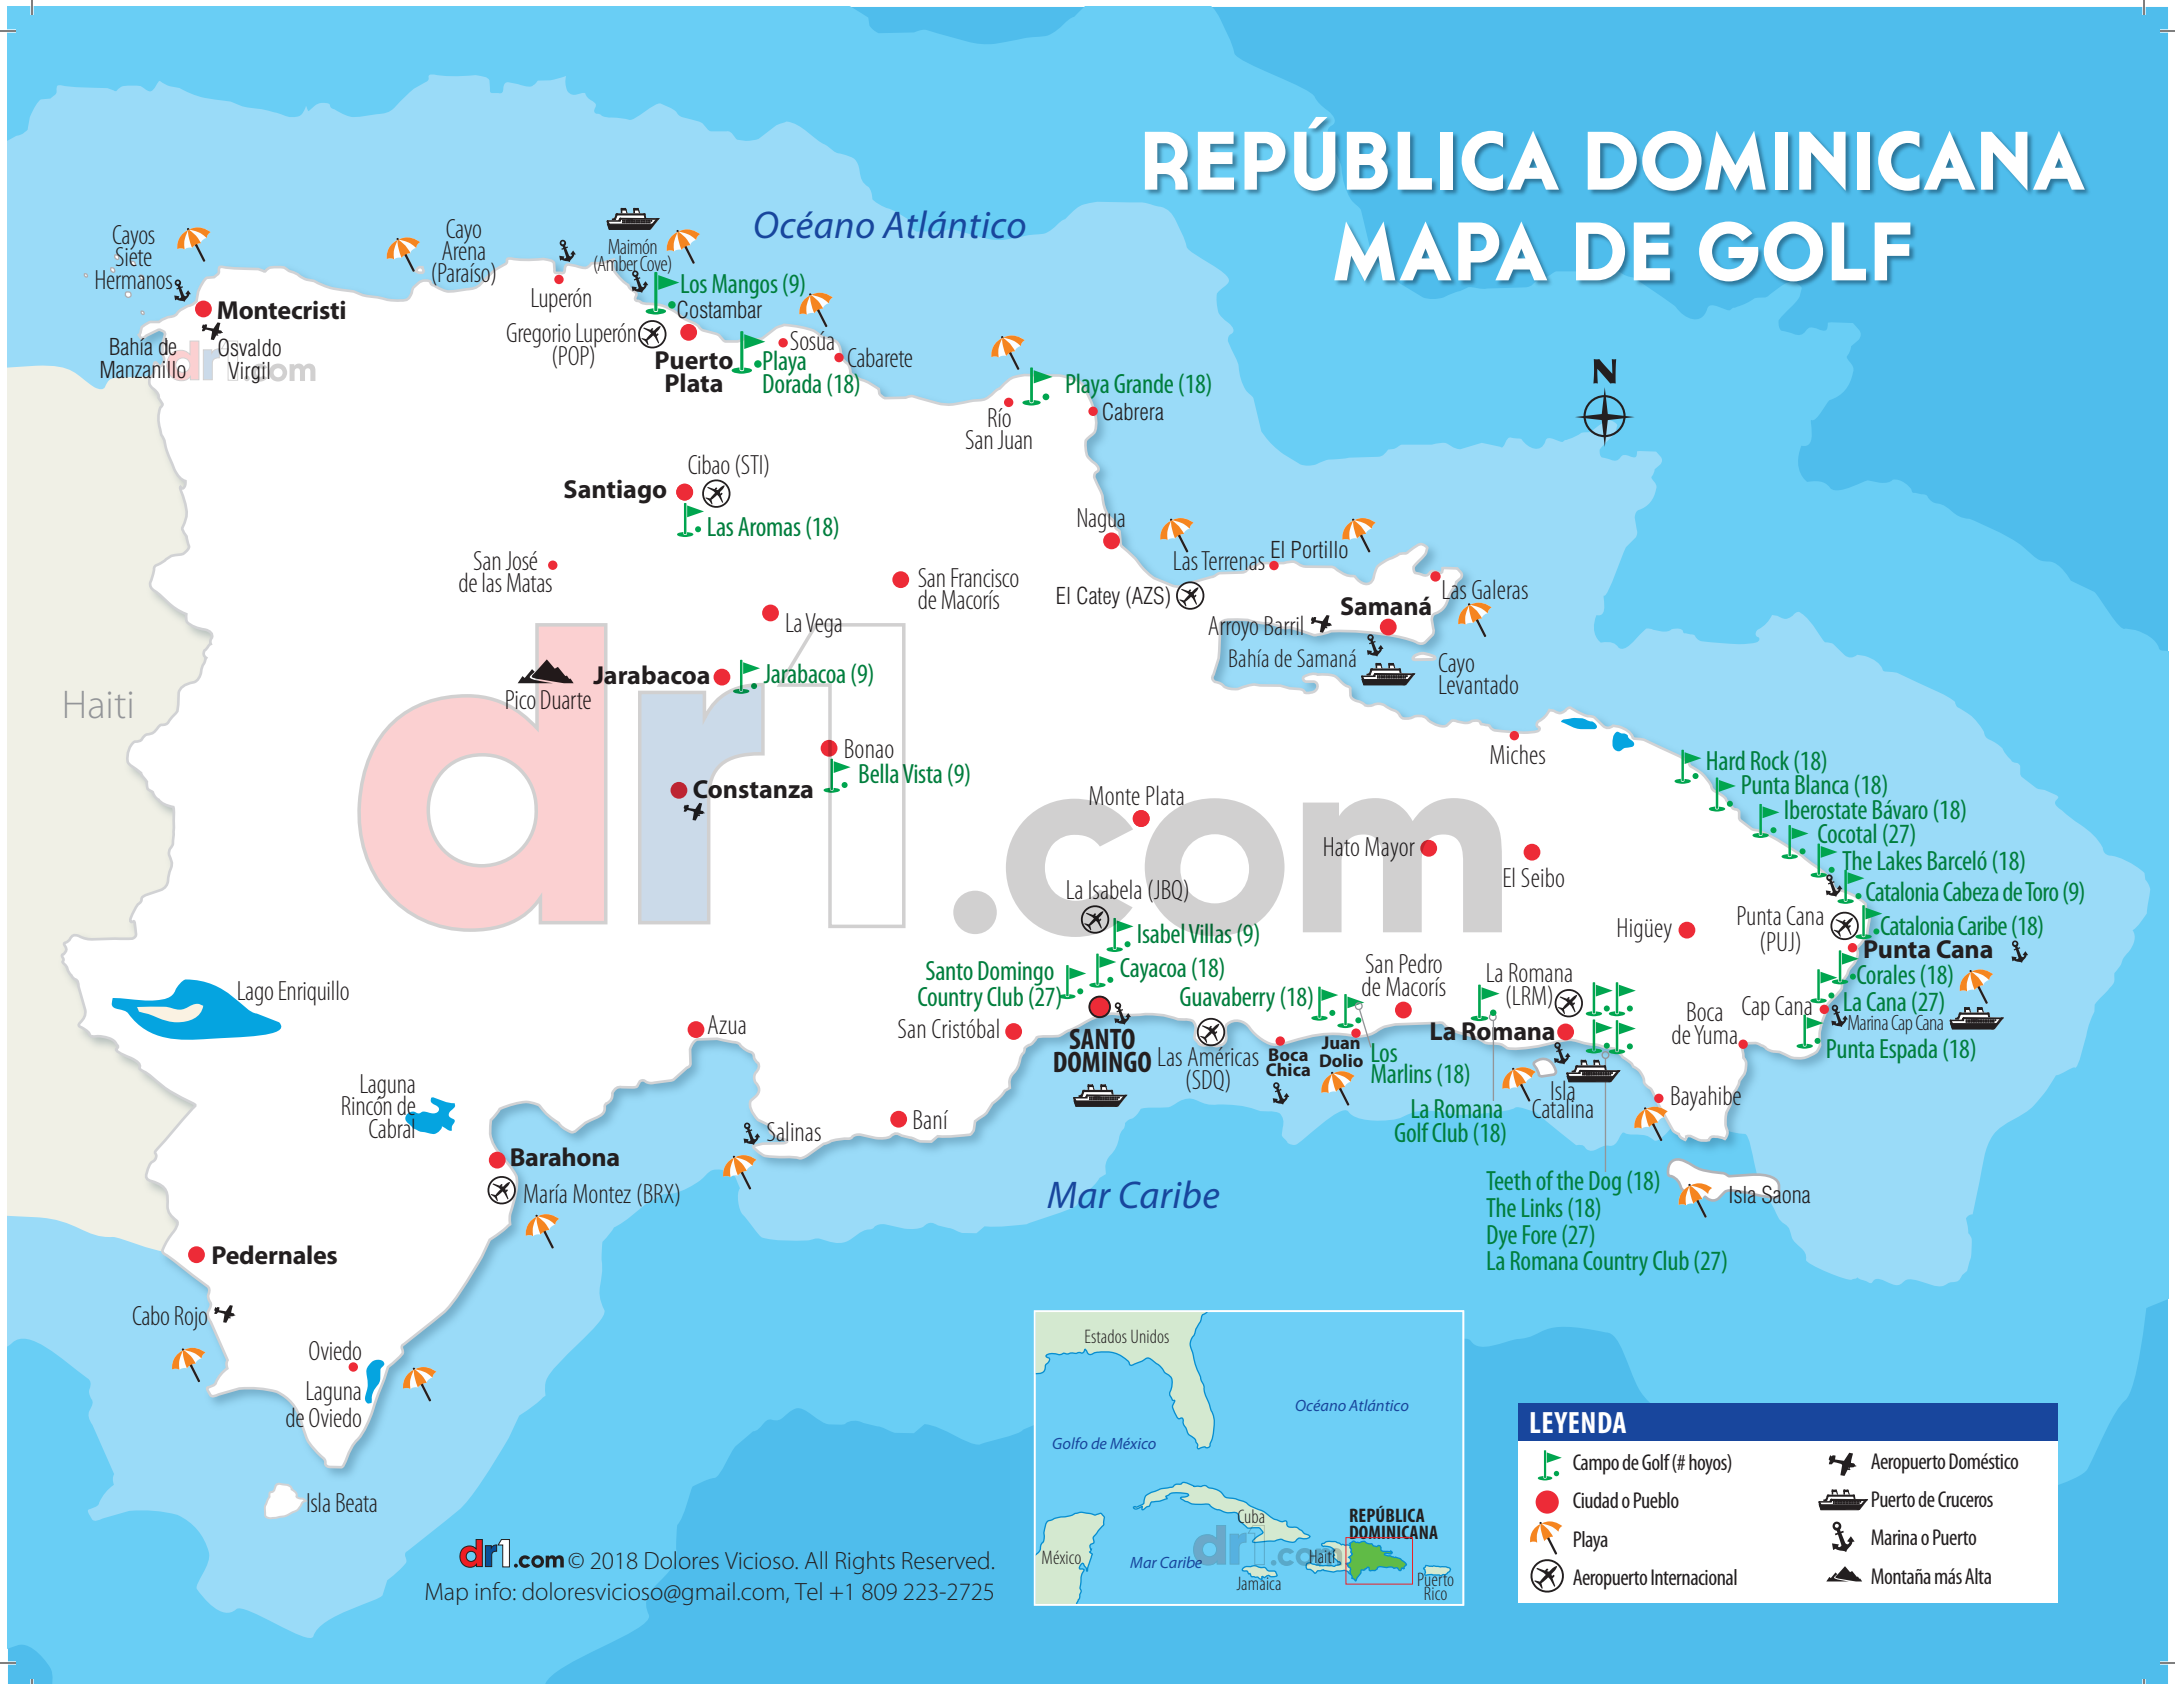 REPÚBLICA DOMINICANA
MAPA DE GOLF
Océano Atlántico
Cayos
Siete
Hermanos
Montecristi
Bahía de
Manzanillo
Osvaldo
Virgil
dr1.com
Cayo
Arena
(Paraíso)
Luperón
Maimón
(Amber Cove)
Los Mangos (9)
Costambar
Gregorio Luperón
(POP)
Puerto
Plata
Playa
Dorada (18)
Sosúa
Cabarete
Río
San Juan
Playa Grande (18)
Cabrera
N
Cibao (STI)
Santiago
Las Aromas (18)
San José
de las Matas
San Francisco
de Macorís
La Vega
Nagua
Las Terrenas
El Portillo
El Catey (AZS)
Las Galeras
Samaná
Arroyo Barril
Bahía de Samaná
Cayo
Levantado
Haiti
Pico Duarte
Jarabacoa
Jarabacoa (9)
dr1.com
Bonao
Bella Vista (9)
Constanza
Miches
Monte Plata
Hato Mayor
El Seibo
Higüey
Hard Rock (18)
Punta Blanca (18)
Iberostate Bávaro (18)
Cocotal (27)
The Lakes Barceló (18)
Catalonia Cabeza de Toro (9)
Punta Cana
(PUJ)
Catalonia Caribe (18)
Punta Cana
Corales (18)
La Cana (27)
Cap Cana
Marina Cap Cana
Punta Espada (18)
Boca
de Yuma
La Isabela (JBQ)
Isabel Villas (9)
Cayacoa (18)
Santo Domingo
Country Club (27)
Guavaberry (18)
San Pedro
de Macorís
La Romana
(LRM)
La Romana
San Cristóbal
SANTO
DOMINGO
Las Américas
(SDQ)
Boca
Chica
Juan
Dolio
Los
Marlins (18)
La Romana
Golf Club (18)
Isla
Catalina
Bayahibe
Teeth of the Dog (18)
The Links (18)
Dye Fore (27)
La Romana Country Club (27)
Isla Saona
Lago Enriquillo
Azua
Laguna
Rincón de
Cabral
Baní
Salinas
Barahona
María Montez (BRX)
Mar Caribe
Pedernales
Cabo Rojo
Oviedo
Laguna
de Oviedo
Isla Beata
dr1.com © 2018 Dolores Vicioso. All Rights Reserved.
Map info: doloresvicioso@gmail.com, Tel +1 809 223-2725
Estados Unidos
Océano Atlántico
Golfo de México
Cuba
REPÚBLICA
DOMINICANA
México
Mar Caribe
dr1.com
Haití
Jamaica
Puerto
Rico
LEYENDA
Campo de Golf (# hoyos)
Ciudad o Pueblo
Playa
Aeropuerto Internacional
Aeropuerto Doméstico
Puerto de Cruceros
Marina o Puerto
Montaña más Alta